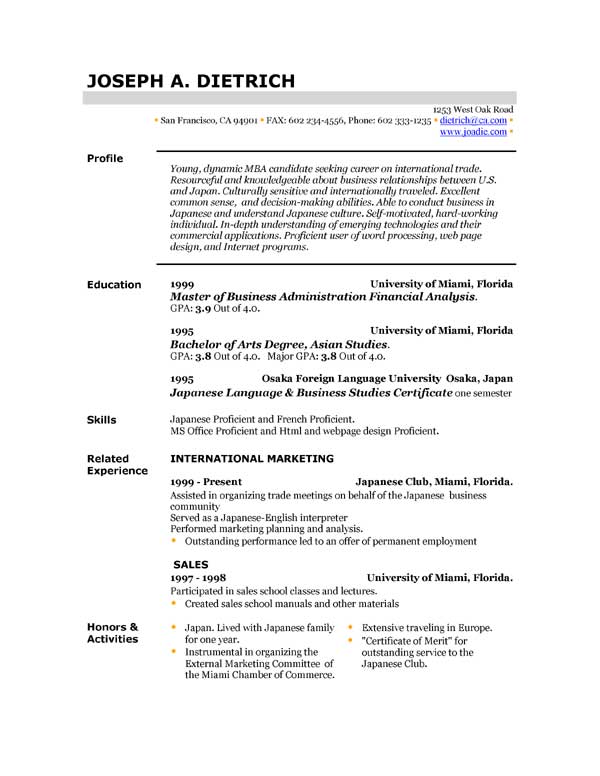 JOSEPH A. DIETRICH
1253 West Oak Road
• San Francisco, CA 94901 • FAX: 602 234-4556, Phone: 602 333-1235 • dietrich@ca.com •
www.joadie.com •
Profile
Young, dynamic MBA candidate seeking career on international trade.
Resourceful and knowledgeable about business relationships between U.S.
and Japan. Culturally sensitive and internationally traveled. Excellent
common sense, and decision-making abilities. Able to conduct business in
Japanese and understand Japanese culture. Self-motivated, hard-working
individual. In-depth understanding of emerging technologies and their
commercial applications. Proficient user of word processing, web page
design, and Internet programs.
Education
1999 University of Miami, Florida
Master of Business Administration Financial Analysis.
GPA: 3.9 Out of 4.0.
1995 University of Miami, Florida
Bachelor of Arts Degree, Asian Studies.
GPA: 3.8 Out of 4.0. Major GPA: 3.8 Out of 4.0.
1995 Osaka Foreign Language University Osaka, Japan
Japanese Language & Business Studies Certificate one semester
Skills
Japanese Proficient and French Proficient.
MS Office Proficient and Html and webpage design Proficient.
Related
Experience
INTERNATIONAL MARKETING
1999 - Present Japanese Club, Miami, Florida.
Assisted in organizing trade meetings on behalf of the Japanese business
community
Served as a Japanese-English interpreter
Performed marketing planning and analysis.
• Outstanding performance led to an offer of permanent employment
SALES
1997 - 1998 University of Miami, Florida.
Participated in sales school classes and lectures.
• Created sales school manuals and other materials
Honors &
Activities
• Japan. Lived with Japanese family
for one year.
• Instrumental in organizing the
External Marketing Committee of
the Miami Chamber of Commerce.
• Extensive traveling in Europe.
• "Certificate of Merit" for
outstanding service to the
Japanese Club.